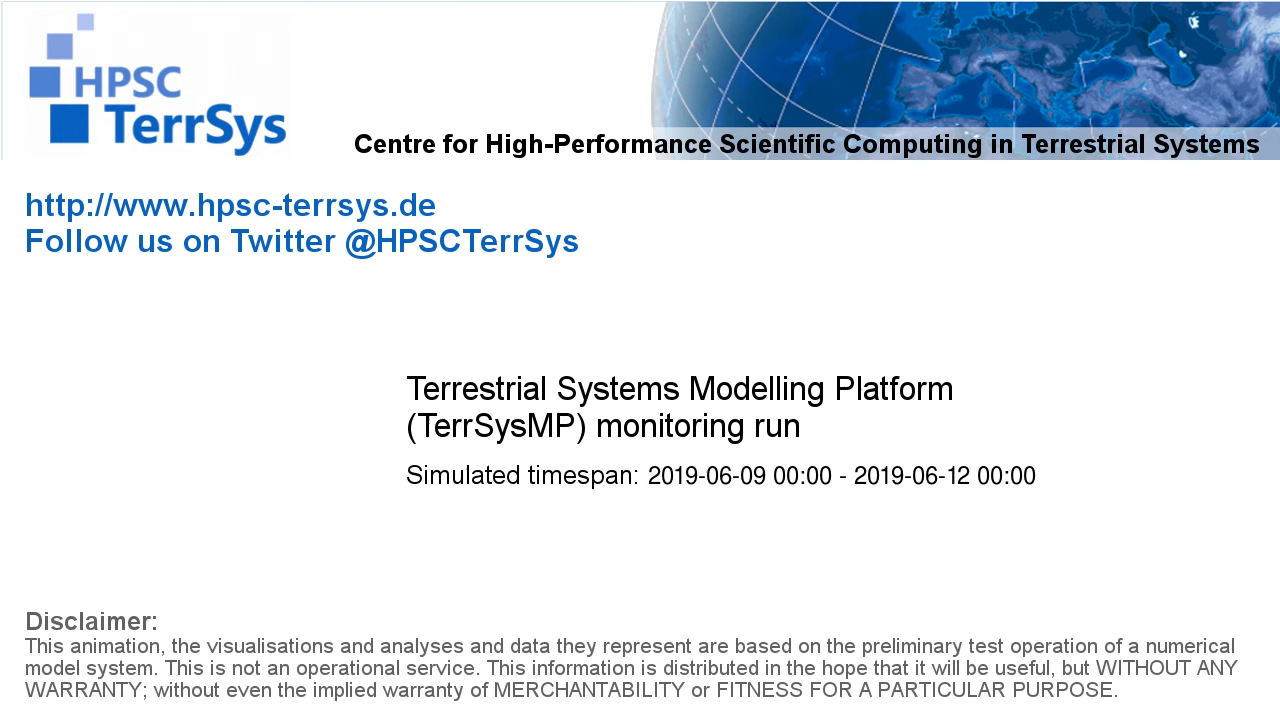 HPSC
TerrSys
Centre for High-Performance Scientific Computing in Terrestrial Systems
http://www.hpsc-terrsys.de
Follow us on Twitter @HPSCTerrSys
Terrestrial Systems Modelling Platform
(TerrSysMP) monitoring run
Simulated timespan: 2019-06-09 00:00 - 2019-06-12 00:00
Disclaimer:
This animation, the visualisations and analyses and data they represent are based on the preliminary test operation of a numerical
model system. This is not an operational service. This information is distributed in the hope that it will be useful, but WITHOUT ANY
WARRANTY; without even the implied warranty of MERCHANTABILITY or FITNESS FOR A PARTICULAR PURPOSE.